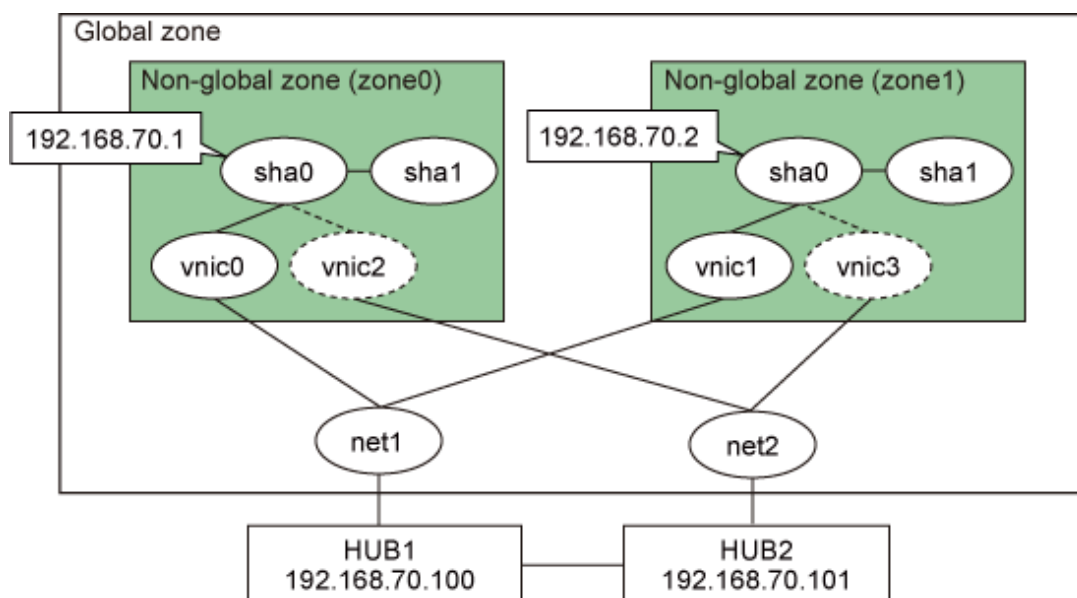 Global zone
Non-global zone (zone0)
Non-global zone (zone1)
192.168.70.1
192.168.70.2
sha0
sha1
sha0
sha1
vnic0
vnic2
vnic1
vnic3
net1
net2
HUB1
192.168.70.100
HUB2
192.168.70.101